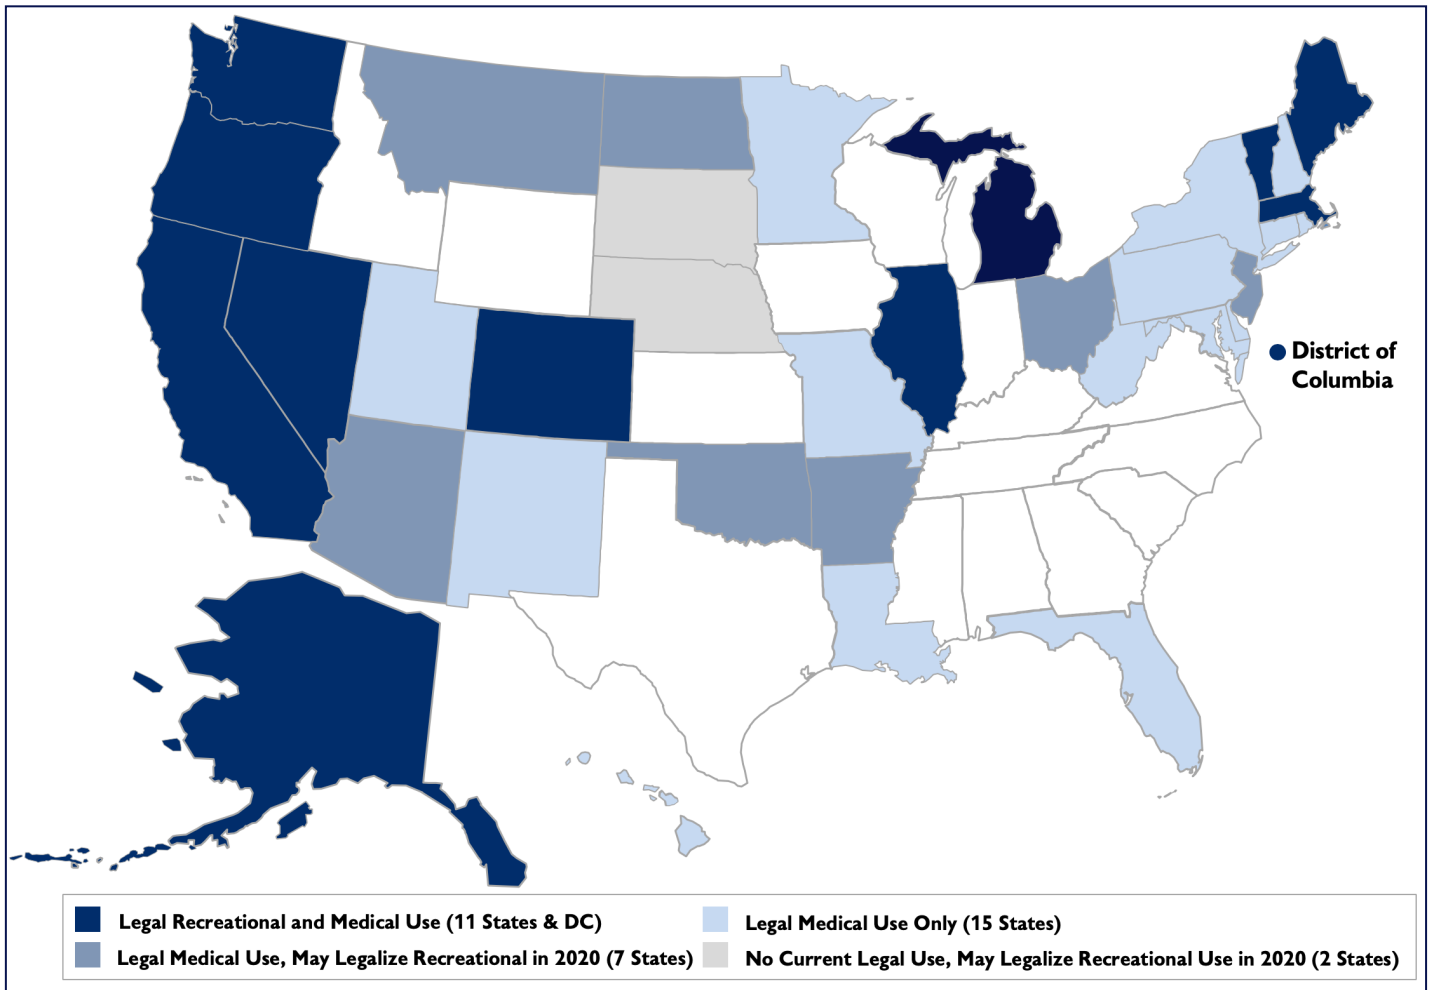 District of
Columbia
Legal Recreational and Medical Use (11 States & DC)
Legal Medical Use Only (15 States)
Legal Medical Use, May Legalize Recreational in 2020 (7 States)
No Current Legal Use, May Legalize Recreational Use in 2020 (2 States)